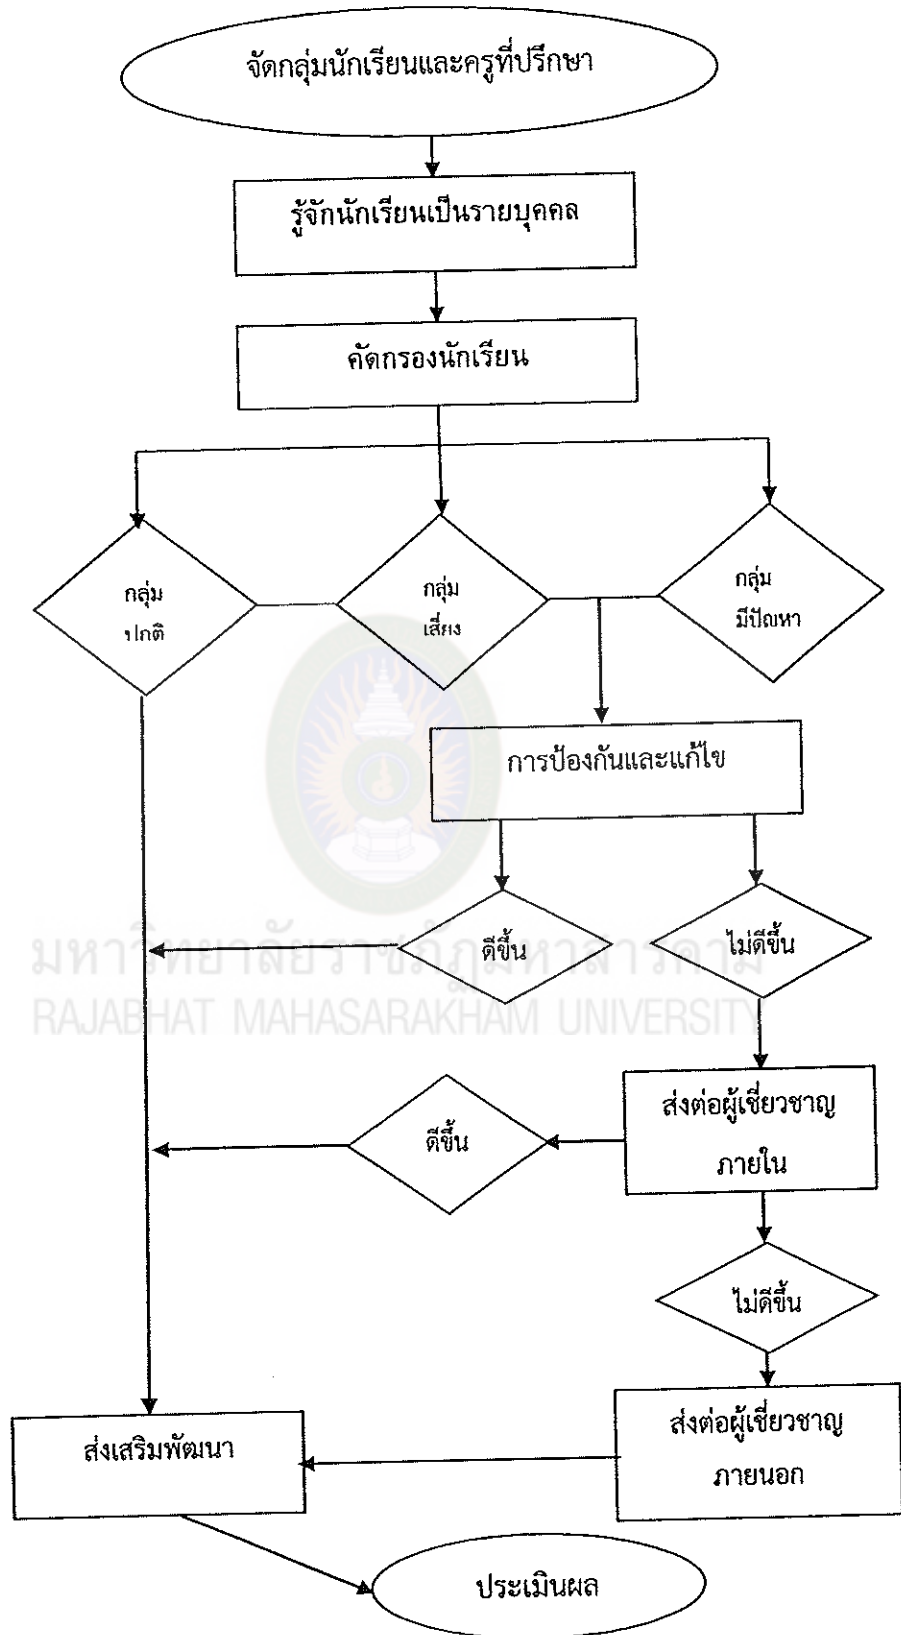 จัดกลุ่มนักเรียนและครูที่ปรึกษา
รู้จักนักเรียนเป็นรายบุคคล
คัดกรองนักเรียน
กลุ่ม
ปกติ
กลุ่ม
เสี่ยง
กลุ่ม
มีปัญหา
การป้องกันและแก้ไข
ดีขึ้น
ไม่ดีขึ้น
มหาวิทยาลัยราชภัฏมหาสารคาม
RAJABHAT MAHASARAKHAM UNIVERSITY
ส่งต่อผู้เชี่ยวชาญ
ภายใน
ดีขึ้น
ไม่ดีขึ้น
ส่งต่อผู้เชี่ยวชาญ
ภายนอก
ส่งเสริมพัฒนา
ประเมินผล